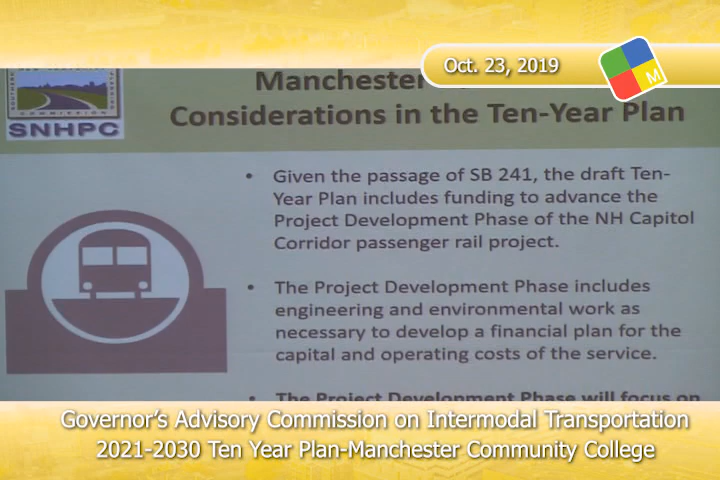 Oct. 23, 2019
M
COMMISSION
SNHPC
Manchester
Considerations in the Ten-Year Plan
• Given the passage of SB 241, the draft Ten-
Year Plan includes funding to advance the
Project Development Phase of the NH Capitol
Corridor passenger rail project.
• The Project Development Phase includes
engineering and environmental work as
necessary to develop a financial plan for the
capital and operating costs of the service.
• The Project Development Phase will focus on
Governor's Advisory Commission on Intermodal Transportation
2021-2030 Ten Year Plan-Manchester Community College